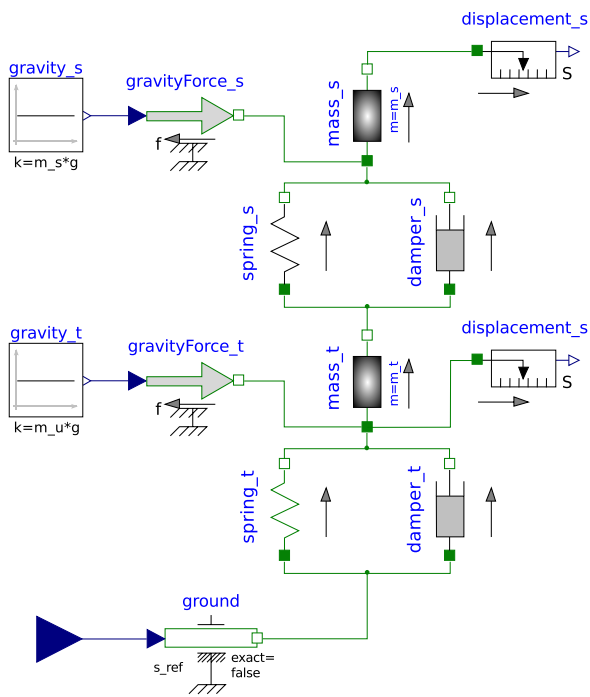 displacement_s
S
gravity_s
k=m_s*g
gravityForce_s
f
mass_s
m=m_s
spring_s
damper_s
gravity_t
k=m_u*g
gravityForce_t
f
mass_t
m=m_t
displacement_s
S
spring_t
damper_t
ground
s_ref
exact=
false